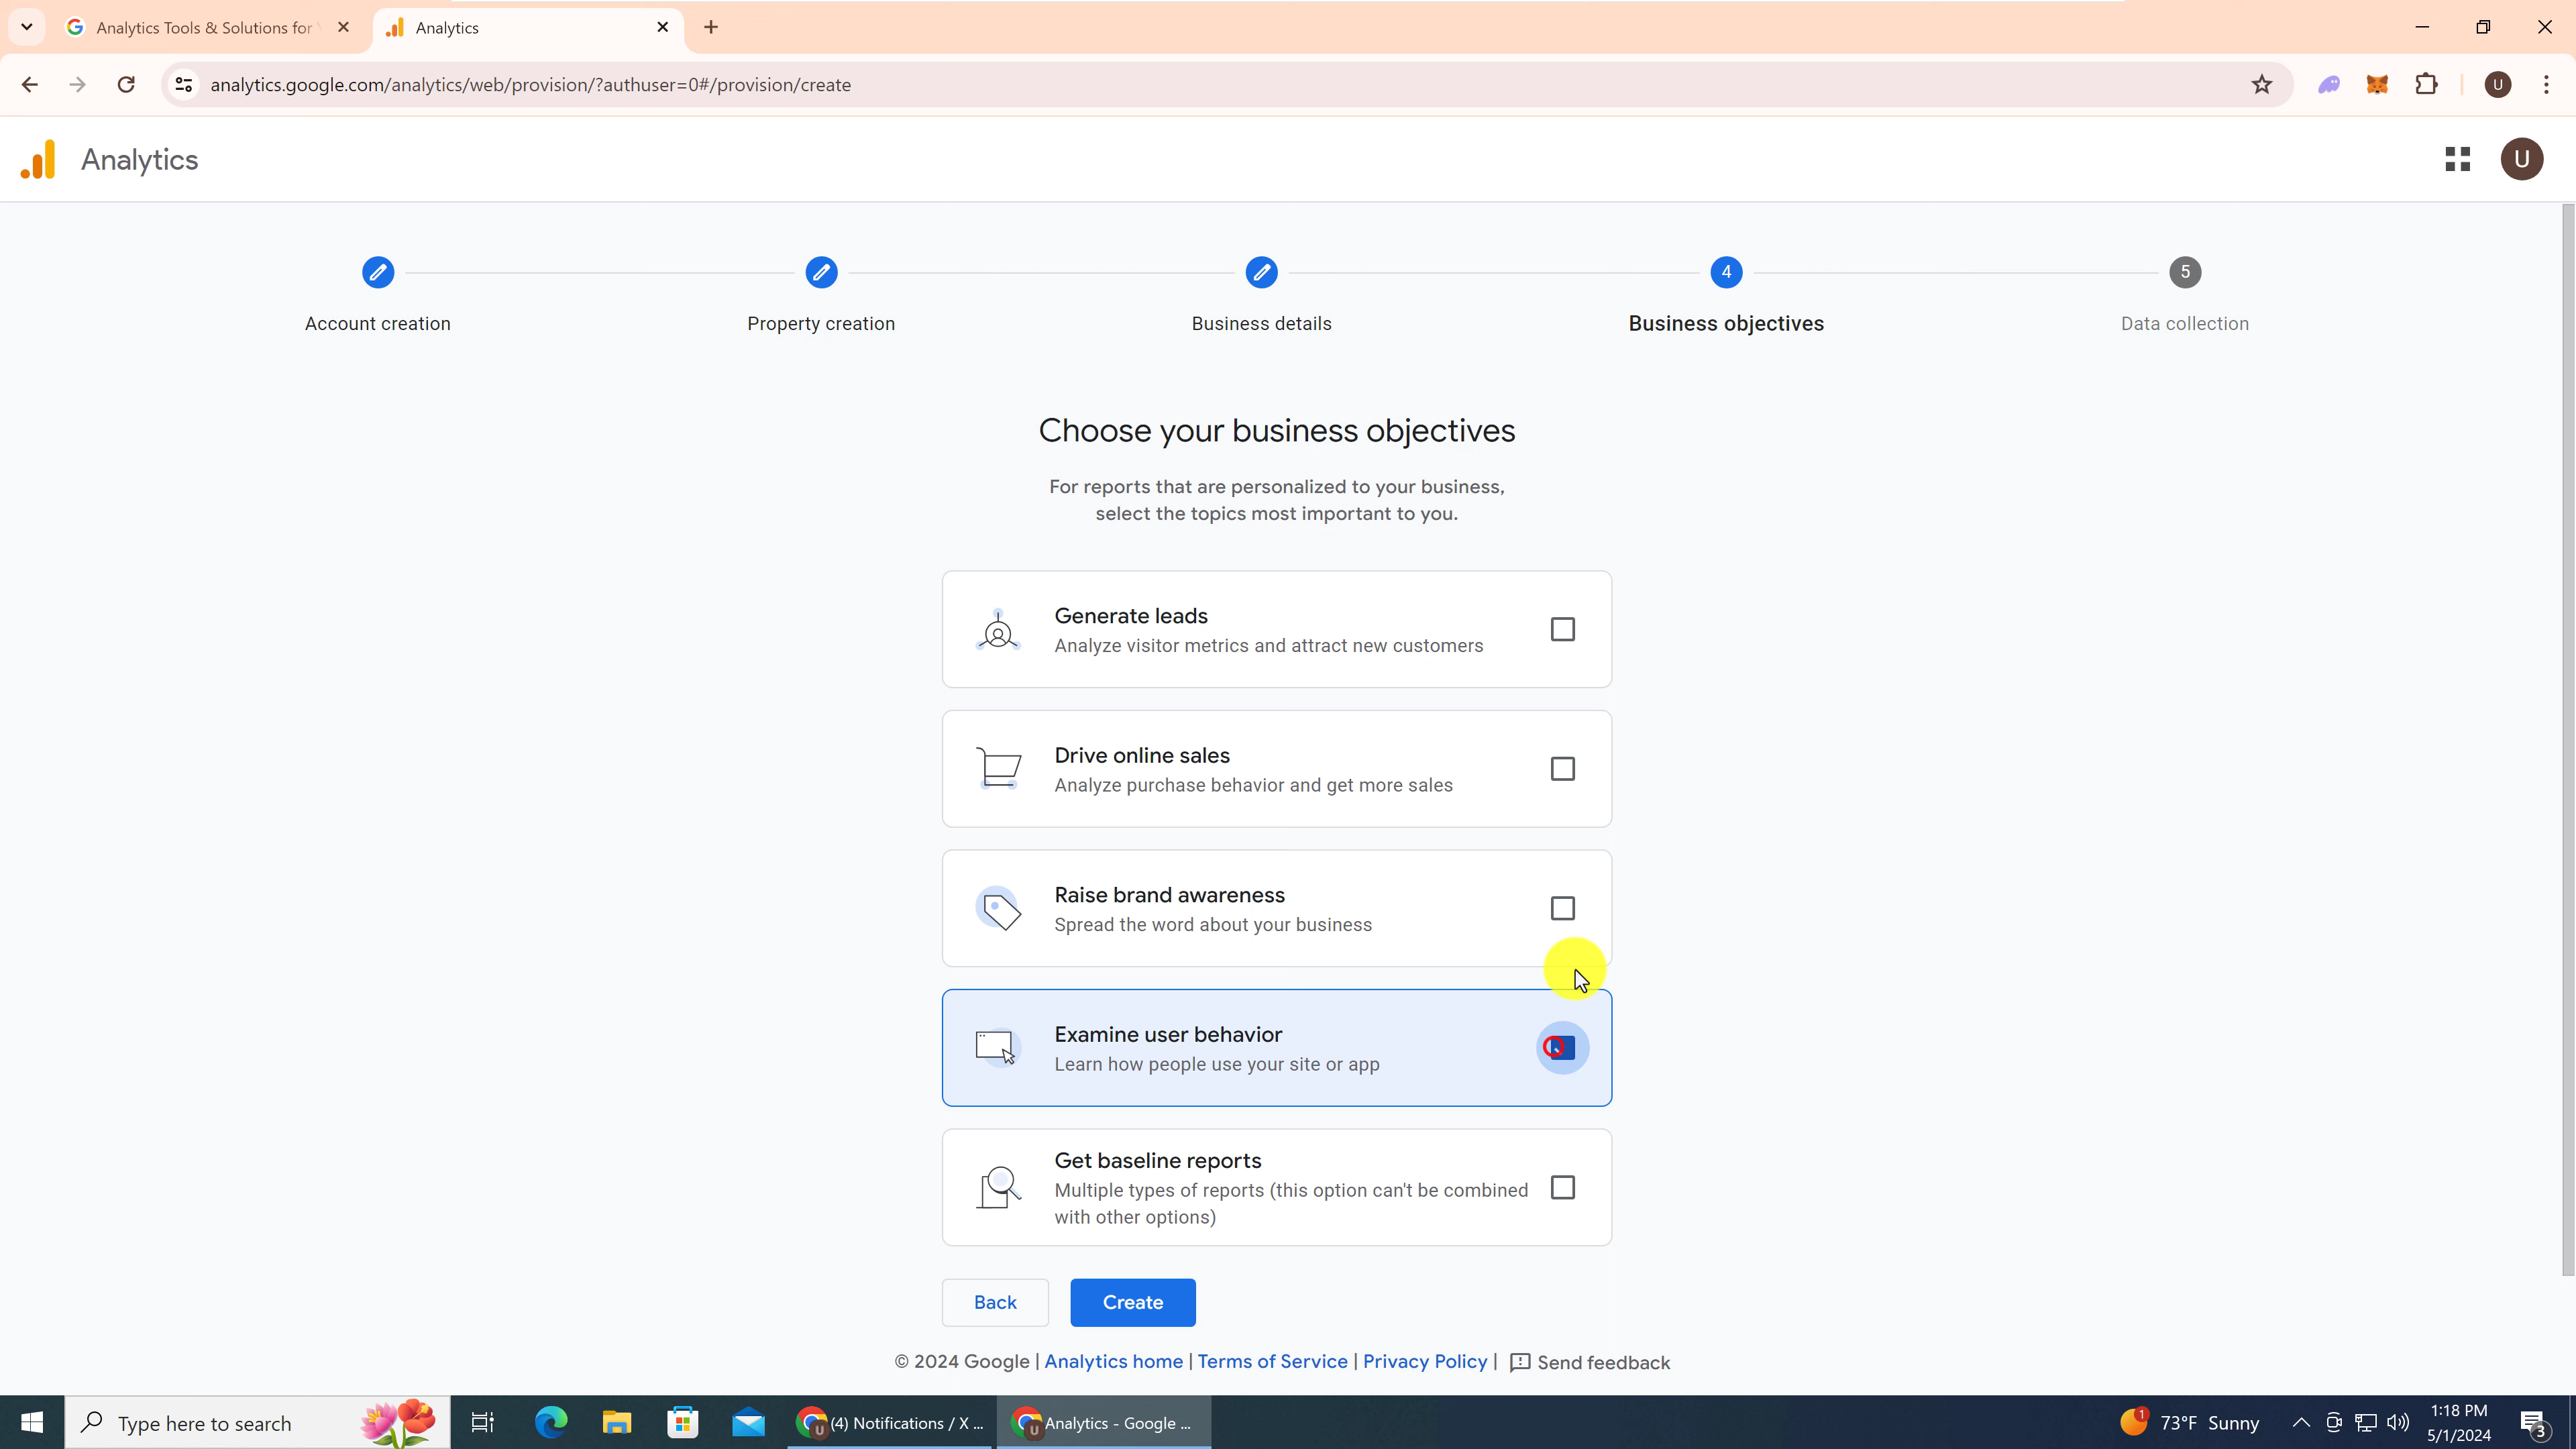 Analytics Tools & Solutions for
Analytics
analytics.google.com/analytics/web/provision/?authuser=0#/provision/create
U
Analytics
U
4
5
Account creation
Property creation
Business details
Business objectives
Data collection
Choose your business objectives
For reports that are personalized to your business,
select the topics most important to you.
Generate leads
Analyze visitor metrics and attract new customers
Drive online sales
Analyze purchase behavior and get more sales
Raise brand awareness
Spread the word about your business
Examine user behavior
Learn how people use your site or app
Get baseline reports
Multiple types of reports (this option can't be combined
with other options)
Back
Create
© 2024 Google | Analytics home | Terms of Service | Privacy Policy | Send feedback
Type here to search
U
(4) Notifications / X ...
U
Analytics - Google ...
1
73°F Sunny
1:18 PM
5/1/2024
3